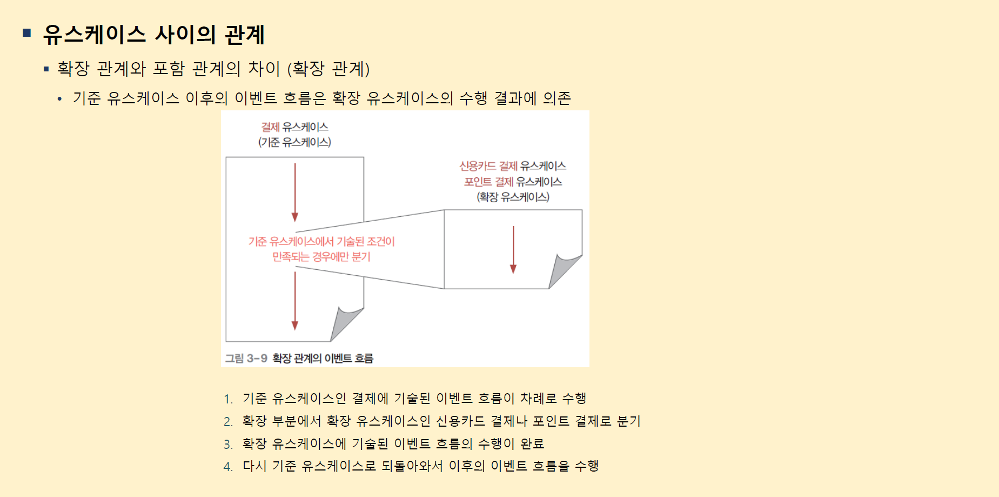 유스케이스 사이의 관계
확장 관계와 포함 관계의 차이 (확장 관계)
기준 유스케이스 이후의 이벤트 흐름은 확장 유스케이스의 수행 결과에 의존
결제 유스케이스
(기준 유스케이스)
신용카드 결제 유스케이스
포인트 결제 유스케이스
(확장 유스케이스)
기준 유스케이스에서 기술된 조건이
만족되는 경우에만 분기
그림 3-9 확장 관계의 이벤트 흐름
1. 기준 유스케이스인 결제에 기술된 이벤트 흐름이 차례로 수행
2. 확장 부분에서 확장 유스케이스인 신용카드 결제나 포인트 결제로 분기
3. 확장 유스케이스에 기술된 이벤트 흐름의 수행이 완료
4. 다시 기준 유스케이스로 되돌아와서 이후의 이벤트 흐름을 수행